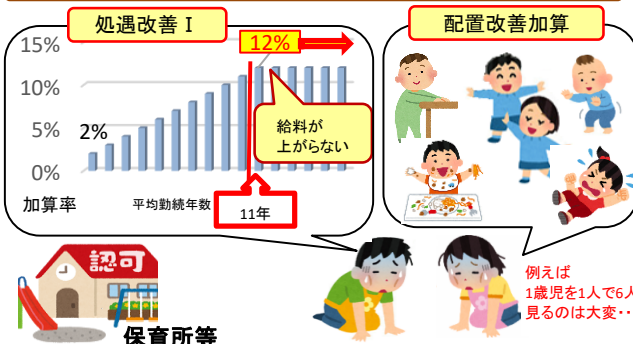 処遇改善Ⅰ
15%
10%
5%
0%
2%
12%
給料が
上がらない
加算率
平均勤続年数
11年
配置改善加算
認可
保育所等
例えば
1歳児を1人で6人
見るのは大変・・